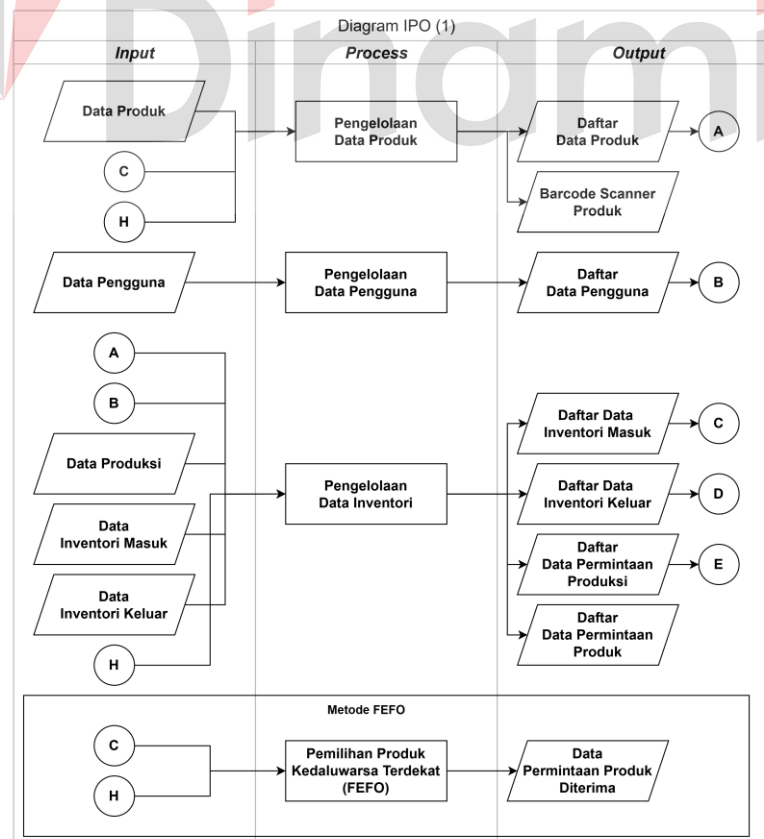 Dinami
Diagram IPO (1)
Input
Process
Output
Data Produk
C
H
Pengelolaan
Data Produk
Daftar
Data Produk
A
Barcode Scanner
Produk
Data Pengguna
Pengelolaan
Data Pengguna
Daftar
Data Pengguna
B
A
B
Data Produksi
Data
Inventori Masuk
Data
Inventori Keluar
H
Pengelolaan
Data Inventori
Daftar Data
Inventori Masuk
C
Daftar Data
Inventori Keluar
D
Daftar
Data Permintaan
Produksi
E
Daftar
Data Permintaan
Produk
Metode FEFO
C
H
Pemilihan Produk
Kedaluwarsa Terdekat
(FEFO)
Data
Permintaan Produk
Diterima